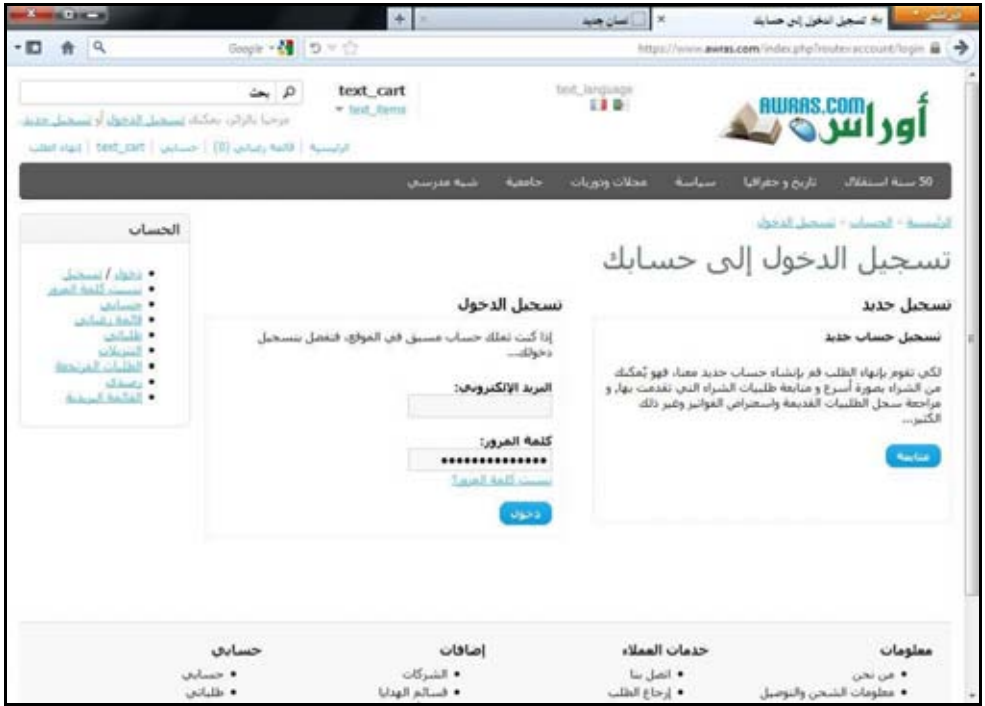 تسجيل الدخول إلى حسابك
لسان جديد
https://www.awras.com/index.php?route=account/login
Google
AWRAS.COM
أوراس
text_language
text_cart
text_items
بحث
مرحبا بالزائر، يمكنك تسجيل الدخول أو تسجيل جديد.
الرئيسية | قائمة رغباتي (0) | حسابي | text_cart | إنهاء الطلب
50 سنة استقلال تاريخ و جغرافيا سياسة مجلات ودوريات جامعية شبه مدرسي
الرئيسية » الحساب » تسجيل الدخول
تسجيل الدخول إلى حسابك
تسجيل جديد
تسجيل حساب جديد
لكي تقوم بإنهاء الطلب قم بإنشاء حساب جديد معنا، فهو يُمكنك
من الشراء بصورة أسرع و متابعة طلبيات الشراء التي تقدمت بها, و
مراجعة سجل الطلبيات القديمة واستعراض الفواتير وغير ذلك
الكثير...
متابعة
تسجيل الدخول
إذا كنت تملك حساب مسبق في الموقع، فتفضل بتسجيل
دخولك...
البريد الإلكتروني:
كلمة المرور:
••••••••••••••
نسيت كلمة المرور؟
دخول
الحساب
• دخول / تسجيل
• نسيت كلمة المرور
• حسابي
• قائمة رغباتي
• طلباتي
• التنزيلات
• الطلبات المرتجعة
• رصيدك
• القائمة البريدية
معلومات
• من نحن
• معلومات الشحن والتوصيل
خدمات العملاء
• اتصل بنا
• إرجاع الطلب
إضافات
• الشركات
• قسائم الهدايا
حسابي
• حسابي
• طلباتي